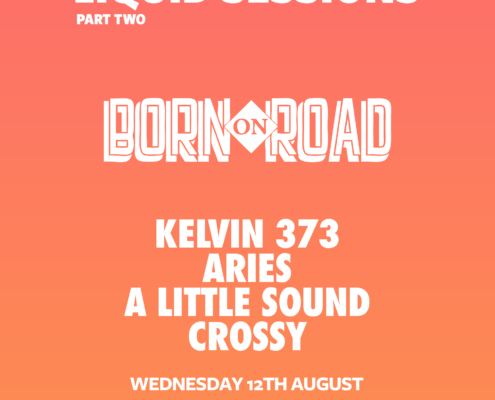 LIQUID SESSIONS
PART TWO
BORN ON ROAD
KELVIN 373
ARIES
A LITTLE SOUND
CROSSY
WEDNESDAY 12TH AUGUST